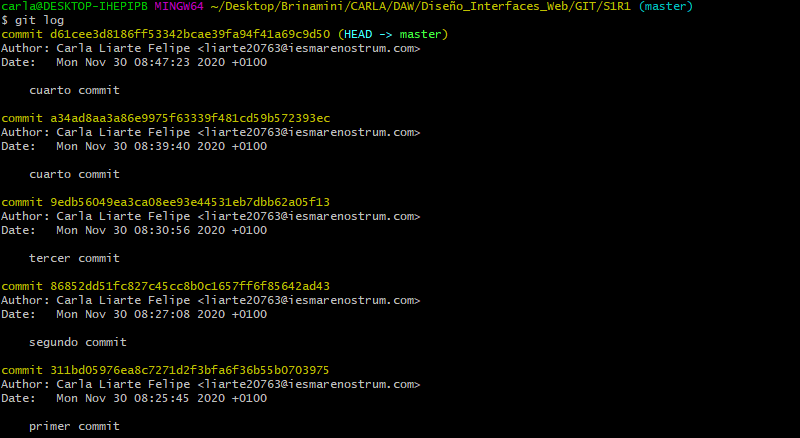 carla@DESKTOP-IHEPIPB MINGW64 ~/Desktop/Brinamini/CARLA/DAW/Diseño_Interfaces_Web/GIT/S1R1 (master)
$ git log
commit d61cee3d8186ff53342bcae39fa94f41a69c9d50 (HEAD -> master)
Author: Carla Liarte Felipe <liarte20763@iesmarenostrum.com>
Date:   Mon Nov 30 08:47:23 2020 +0100
    cuarto commit
commit a34ad8aa3a86e9975f63339f481cd59b572393ec
Author: Carla Liarte Felipe <liarte20763@iesmarenostrum.com>
Date:   Mon Nov 30 08:39:40 2020 +0100
    cuarto commit
commit 9edb56049ea3ca08ee93e44531eb7dbb62a05f13
Author: Carla Liarte Felipe <liarte20763@iesmarenostrum.com>
Date:   Mon Nov 30 08:30:56 2020 +0100
    tercer commit
commit 86852dd51fc827c45cc8b0c1657ff6f85642ad43
Author: Carla Liarte Felipe <liarte20763@iesmarenostrum.com>
Date:   Mon Nov 30 08:27:08 2020 +0100
    segundo commit
commit 311bd05976ea8c7271d2f3bfa6f36b55b0703975
Author: Carla Liarte Felipe <liarte20763@iesmarenostrum.com>
Date:   Mon Nov 30 08:25:45 2020 +0100
    primer commit